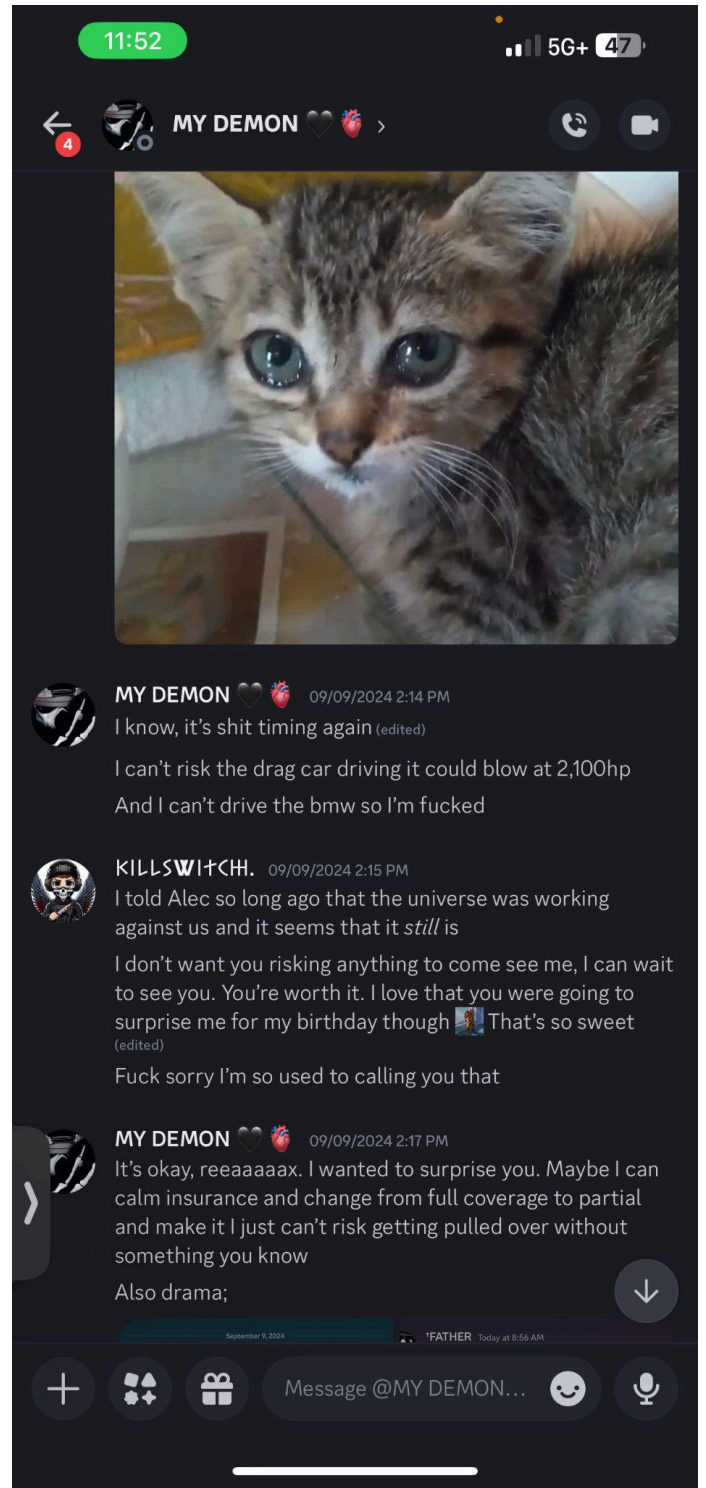 11:52
5G+ 47
4
MY DEMON 🖤 🫀 >
MY DEMON 🖤 🫀 09/09/2024 2:14 PM
I know, it's shit timing again (edited)
I can't risk the drag car driving it could blow at 2,100hp
And I can't drive the bmw so I'm fucked
KILLSWITCH. 09/09/2024 2:15 PM
I told Alec so long ago that the universe was working
against us and it seems that it still is
I don't want you risking anything to come see me, I can wait
to see you. You're worth it. I love that you were going to
surprise me for my birthday though That's so sweet
(edited)
Fuck sorry I'm so used to calling you that
MY DEMON 🖤 🫀 09/09/2024 2:17 PM
It's okay, reeaaaaax. I wanted to surprise you. Maybe I can
calm insurance and change from full coverage to partial
and make it I just can't risk getting pulled over without
something you know
Also drama;
September 9, 2024
'FATHER Today at 8:56 AM
Message @MY DEMON...